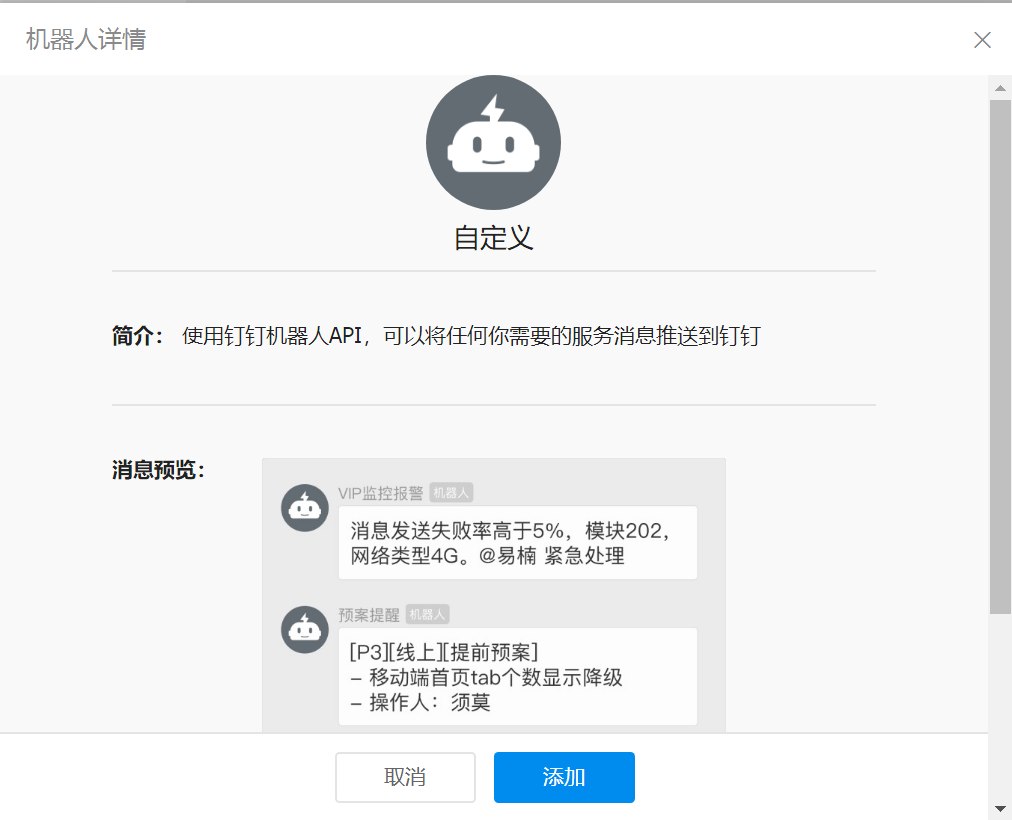 机器人详情
自定义
简介： 使用钉钉机器人API，可以将任何你需要的服务消息推送到钉钉
消息预览：
VIP监控报警 机器人
消息发送失败率高于5%，模块202，
网络类型4G。@易楠 紧急处理
预案提醒 机器人
[P3][线上][提前预案]
– 移动端首页tab个数显示降级
– 操作人：须莫
取消 添加